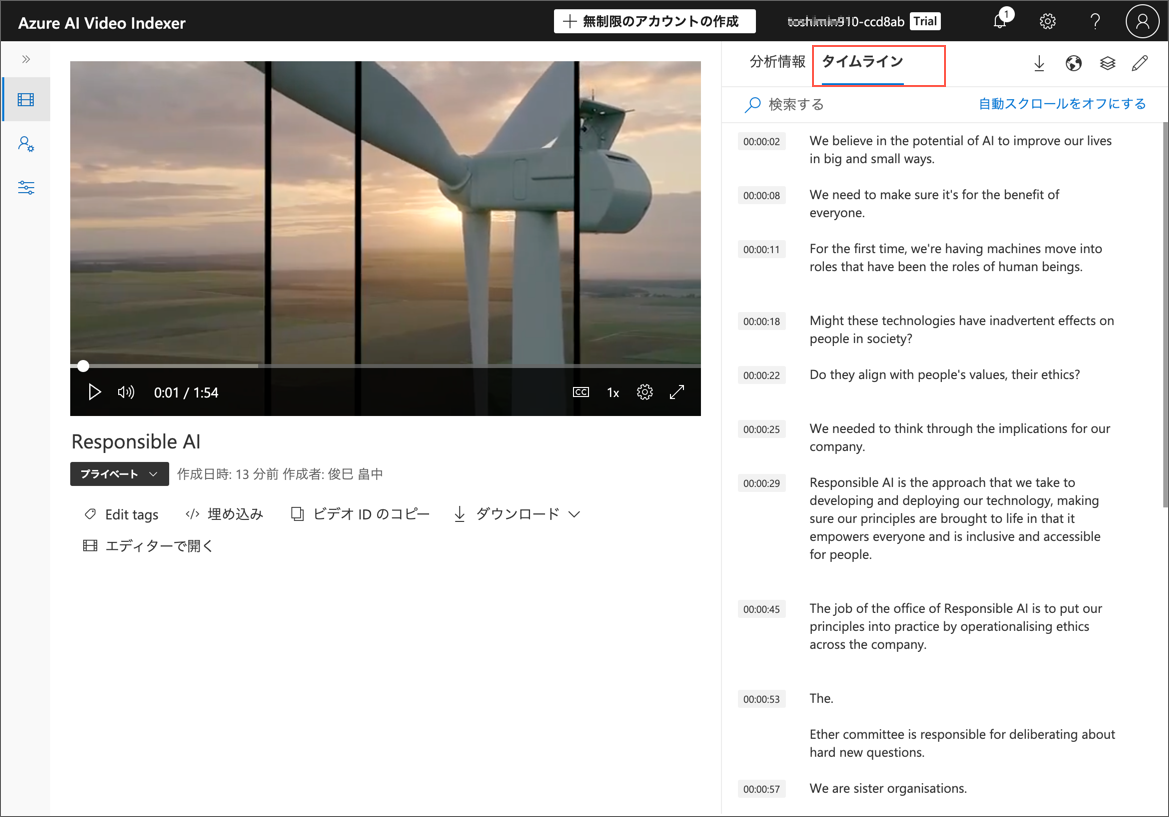 Azure AI Video Indexer
無制限のアカウントの作成
910-ccd8ab
Trial
1
分析情報
タイムライン
検索する
自動スクロールをオフにする
00:00:02
We believe in the potential of AI to improve our lives
in big and small ways.
00:00:08
We need to make sure it's for the benefit of
everyone.
00:00:11
For the first time, we're having machines move into
roles that have been the roles of human beings.
00:00:18
Might these technologies have inadvertent effects on
people in society?
00:00:22
Do they align with people's values, their ethics?
00:00:25
We needed to think through the implications for our
company.
00:00:29
Responsible AI is the approach that we take to
developing and deploying our technology, making
sure our principles are brought to life in that it
empowers everyone and is inclusive and accessible
for people.
00:00:45
The job of the office of Responsible AI is to put our
principles into practice by operationalising ethics
across the company.
00:00:53
The.
Ether committee is responsible for deliberating about
hard new questions.
00:00:57
We are sister organisations.
0:01 / 1:54
CC
1x
Responsible AI
プライベート
作成日時: 13 分前 作成者: 俊巳 畠中
Edit tags
埋め込み
ビデオ ID のコピー
ダウンロード
エディターで開く